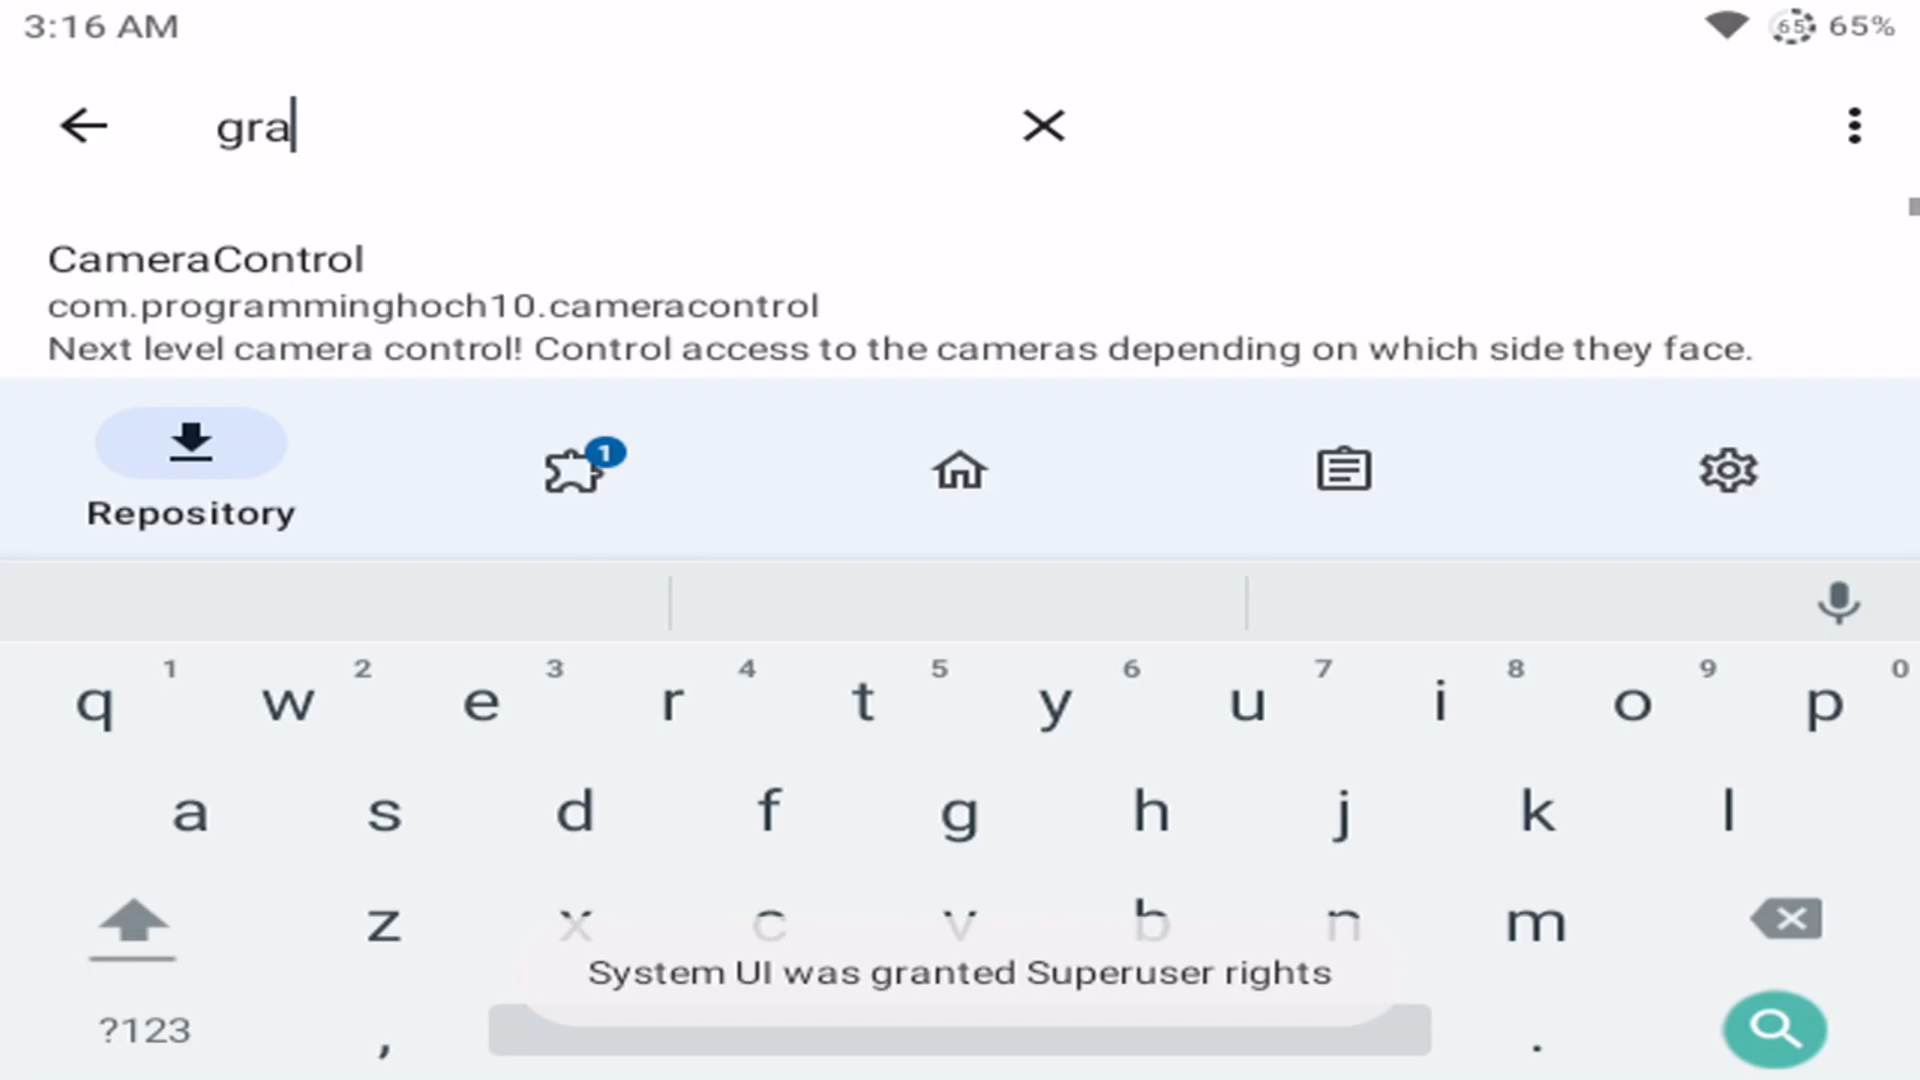 3:16 AM
65 65%
gra
CameraControl
com.programminghoch10.cameracontrol
Next level camera control! Control access to the cameras depending on which side they face.
1
Repository
1 2 3 4 5 6 7 8 9 0
q w e r t y u i o p
a s d f g h j k l
z x c v b n m
System UI was granted Superuser rights
?123 , .